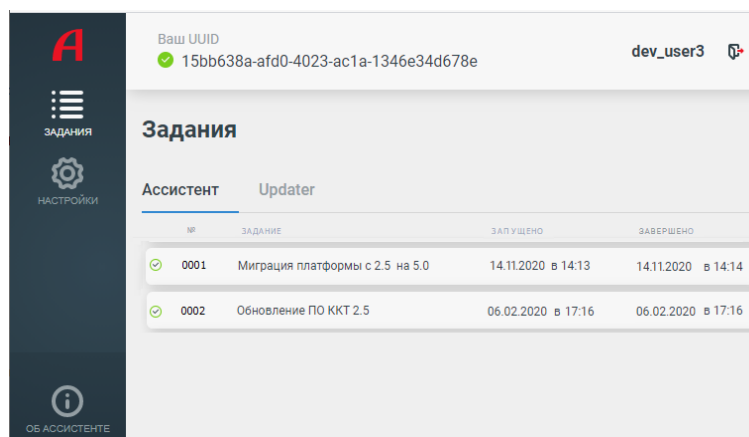 Ваш UUID
15bb638a-afd0-4023-ac1a-1346e34d678e
dev_user3
ЗАДАНИЯ
НАСТРОЙКИ
ОБ АССИСТЕНТЕ
Задания
Ассистент Updater
№ ЗАДАНИЕ ЗАПУЩЕНО ЗАВЕРШЕНО
0001 Миграция платформы с 2.5 на 5.0 14.11.2020 в 14:13 14.11.2020 в 14:14
0002 Обновление ПО ККТ 2.5 06.02.2020 в 17:16 06.02.2020 в 17:16